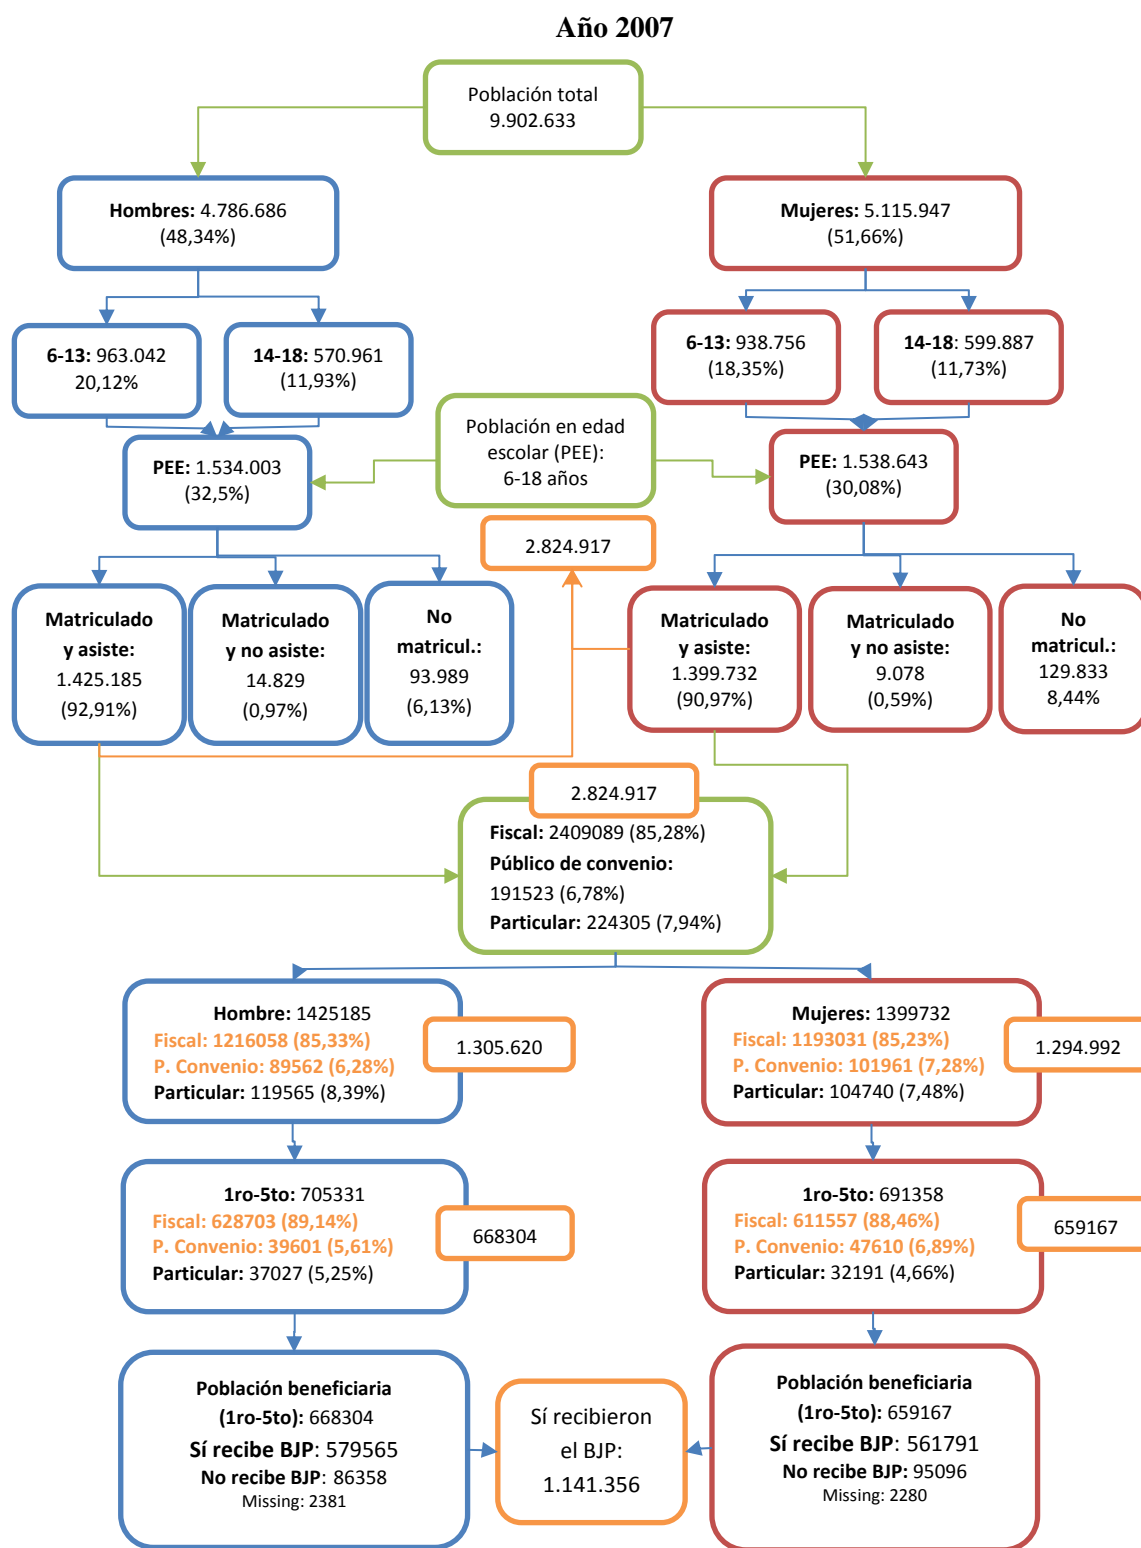 Año 2007
Población total
9.902.633
Hombres: 4.786.686
(48,34%)
Mujeres: 5.115.947
(51,66%)
6-13: 963.042
20,12%
14-18: 570.961
(11,93%)
6-13: 938.756
(18,35%)
14-18: 599.887
(11,73%)
Población en edad
escolar (PEE):
6-18 años
PEE: 1.534.003
(32,5%)
PEE: 1.538.643
(30,08%)
2.824.917
Matriculado
y asiste:
1.425.185
(92,91%)
Matriculado
y no asiste:
14.829
(0,97%)
No
matricul.:
93.989
(6,13%)
Matriculado
y asiste:
1.399.732
(90,97%)
Matriculado
y no asiste:
9.078
(0,59%)
No
matricul.:
129.833
8,44%
2.824.917
Fiscal: 2409089 (85,28%)
Público de convenio:
191523 (6,78%)
Particular: 224305 (7,94%)
Hombre: 1425185
Fiscal: 1216058 (85,33%)
P. Convenio: 89562 (6,28%)
Particular: 119565 (8,39%)
1.305.620
Mujeres: 1399732
Fiscal: 1193031 (85,23%)
P. Convenio: 101961 (7,28%)
Particular: 104740 (7,48%)
1.294.992
1ro-5to: 705331
Fiscal: 628703 (89,14%)
P. Convenio: 39601 (5,61%)
Particular: 37027 (5,25%)
668304
1ro-5to: 691358
Fiscal: 611557 (88,46%)
P. Convenio: 47610 (6,89%)
Particular: 32191 (4,66%)
659167
Población beneficiaria
(1ro-5to): 668304
Sí recibe BJP: 579565
No recibe BJP: 86358
Missing: 2381
Sí recibieron
el BJP:
1.141.356
Población beneficiaria
(1ro-5to): 659167
Sí recibe BJP: 561791
No recibe BJP: 95096
Missing: 2280